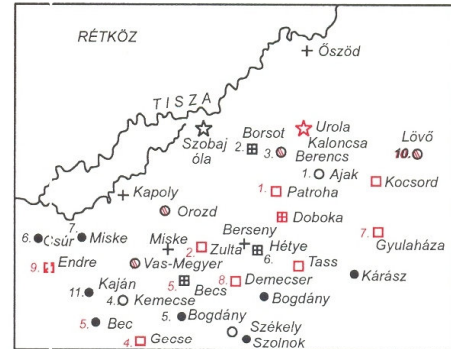 RÉTKÖZ
Őszöd
TISZA
Szobaj
óla
Borsot
2.
3.
Urola
Kaloncsa
Berencs
Lövő
10.
1. Ajak
Kocsord
1. Patroha
Kapoly
Orozd
Doboka
7. Gyulaháza
6. Csűr
7. Miske
Miske
2. Zulta
Berseny
Hétye
6.
Tass
9. Endre
Vas-Megyer
5. Becs
8. Demecser
Kárász
11. Kaján
4. Kemecse
Bogdány
5. Bec
5. Bogdány
Székely
4. Gecse
Szolnok